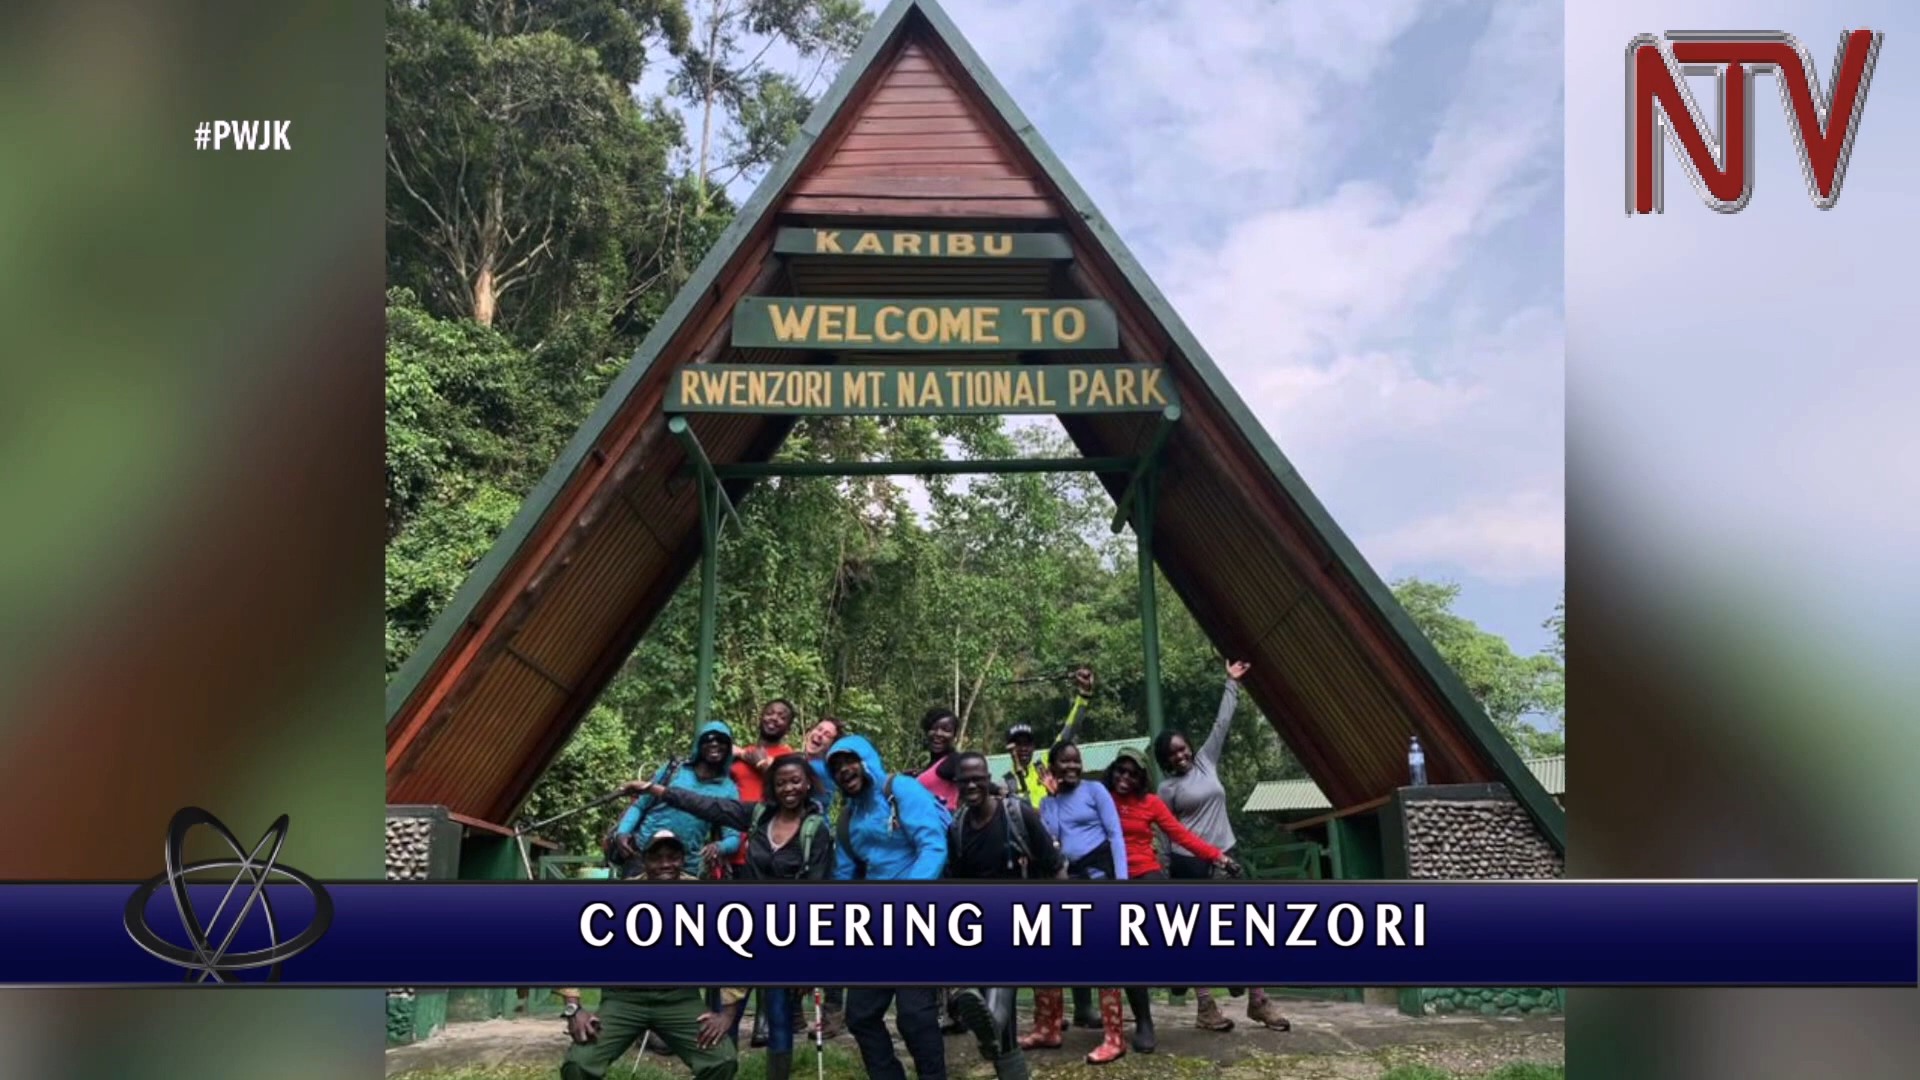 #PWJK
NTV
KARIBU
WELCOME TO
RWENZORI MT. NATIONAL PARK
CONQUERING MT RWENZORI